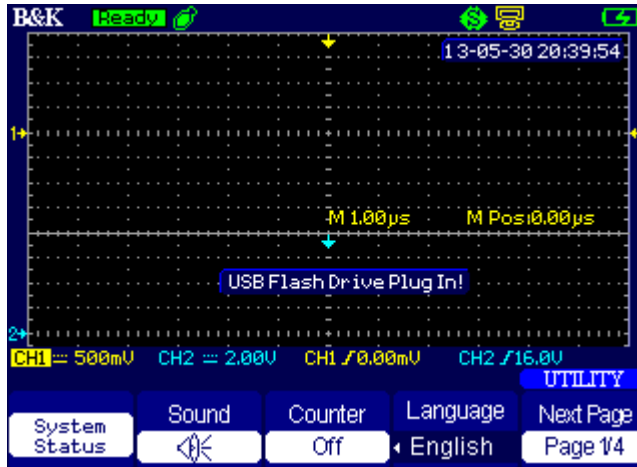 B&K Ready
13-05-30 20:39:54
1
M 1.00µs M Pos:0.00µs
USB Flash Drive Plug In!
2
CH1 500mV CH2 2.00V CH1 0.00mV CH2 16.0V
UTILITY
System Status
Sound
Counter
Off
Language
English
Next Page
Page 1/4